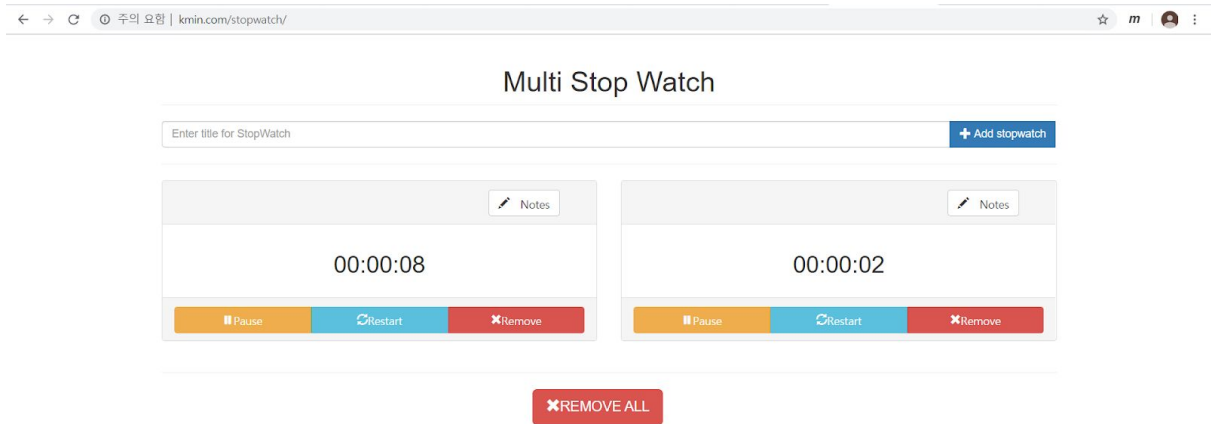 주의 요함 | kmin.com/stopwatch/
m
Multi Stop Watch
Enter title for StopWatch
Add stopwatch
Notes
Notes
00:00:08
00:00:02
Pause Restart Remove
Pause Restart Remove
REMOVE ALL